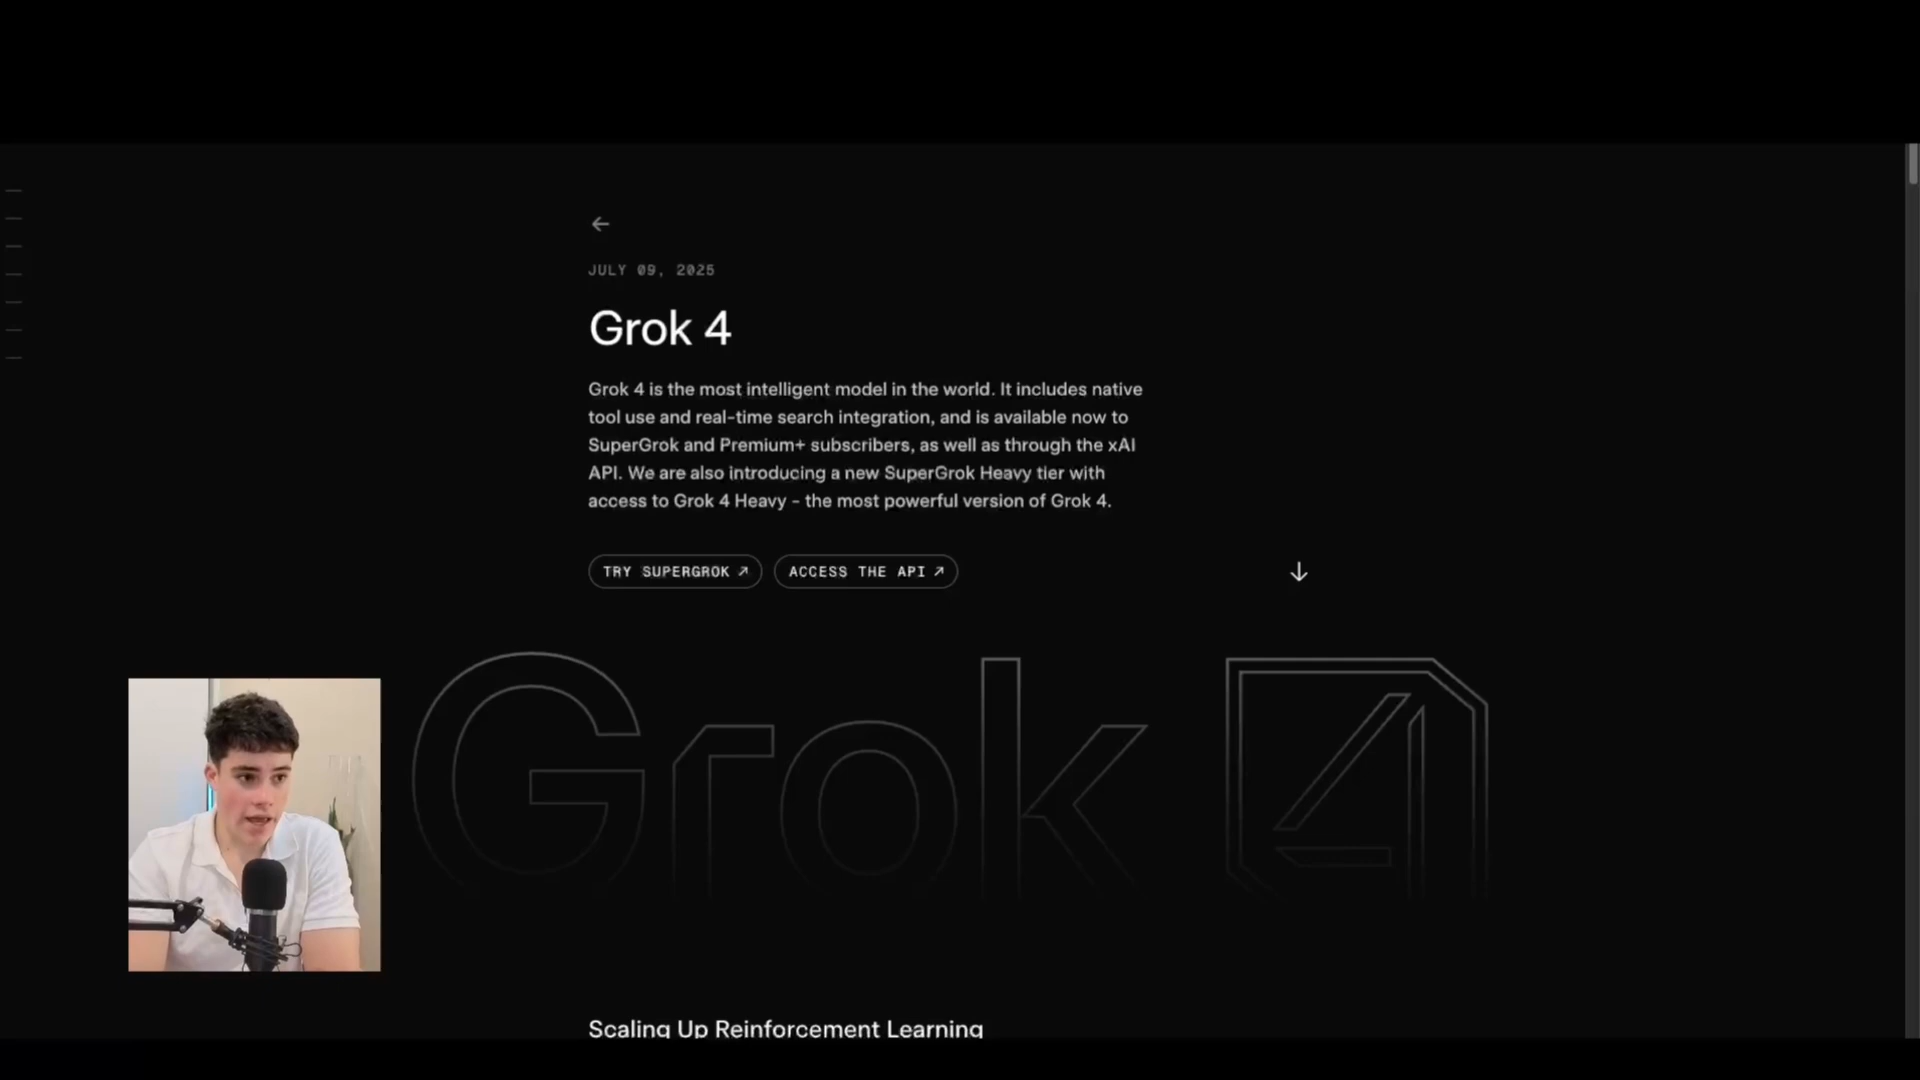 JULY 09, 2025
Grok 4
Grok 4 is the most intelligent model in the world. It includes native
tool use and real-time search integration, and is available now to
SuperGrok and Premium+ subscribers, as well as through the xAI
API. We are also introducing a new SuperGrok Heavy tier with
access to Grok 4 Heavy - the most powerful version of Grok 4.
TRY SUPERGROK ↗ ACCESS THE API ↗
Grok 4
Scaling Up Reinforcement Learning